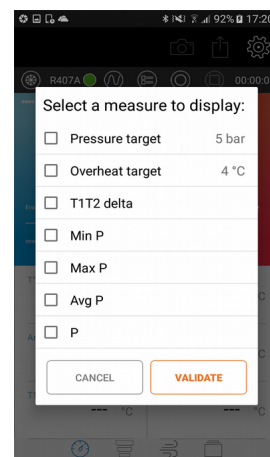 92% 17:20
R407A 00:00:0
Select a measure to display:
Pressure target 5 bar
Overheat target 4 °C
T1T2 delta
Min P
Max P
Avg P
P
CANCEL VALIDATE
--- °C --- °C